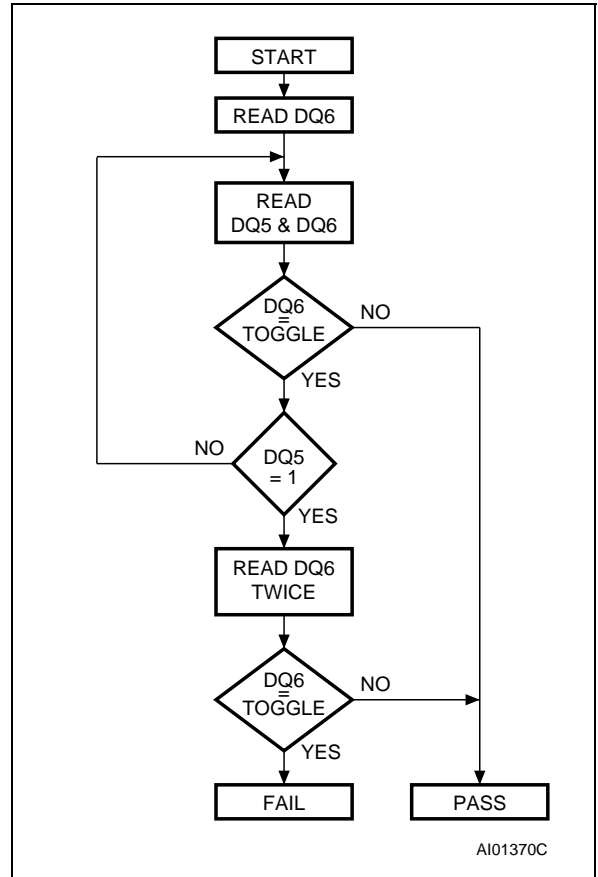 START
READ DQ6
READ
DQ5 & DQ6
DQ6
=
TOGGLE
NO
YES
NO
DQ5
= 1
YES
READ DQ6
TWICE
DQ6
=
TOGGLE
NO
YES
FAIL
PASS
AI01370C